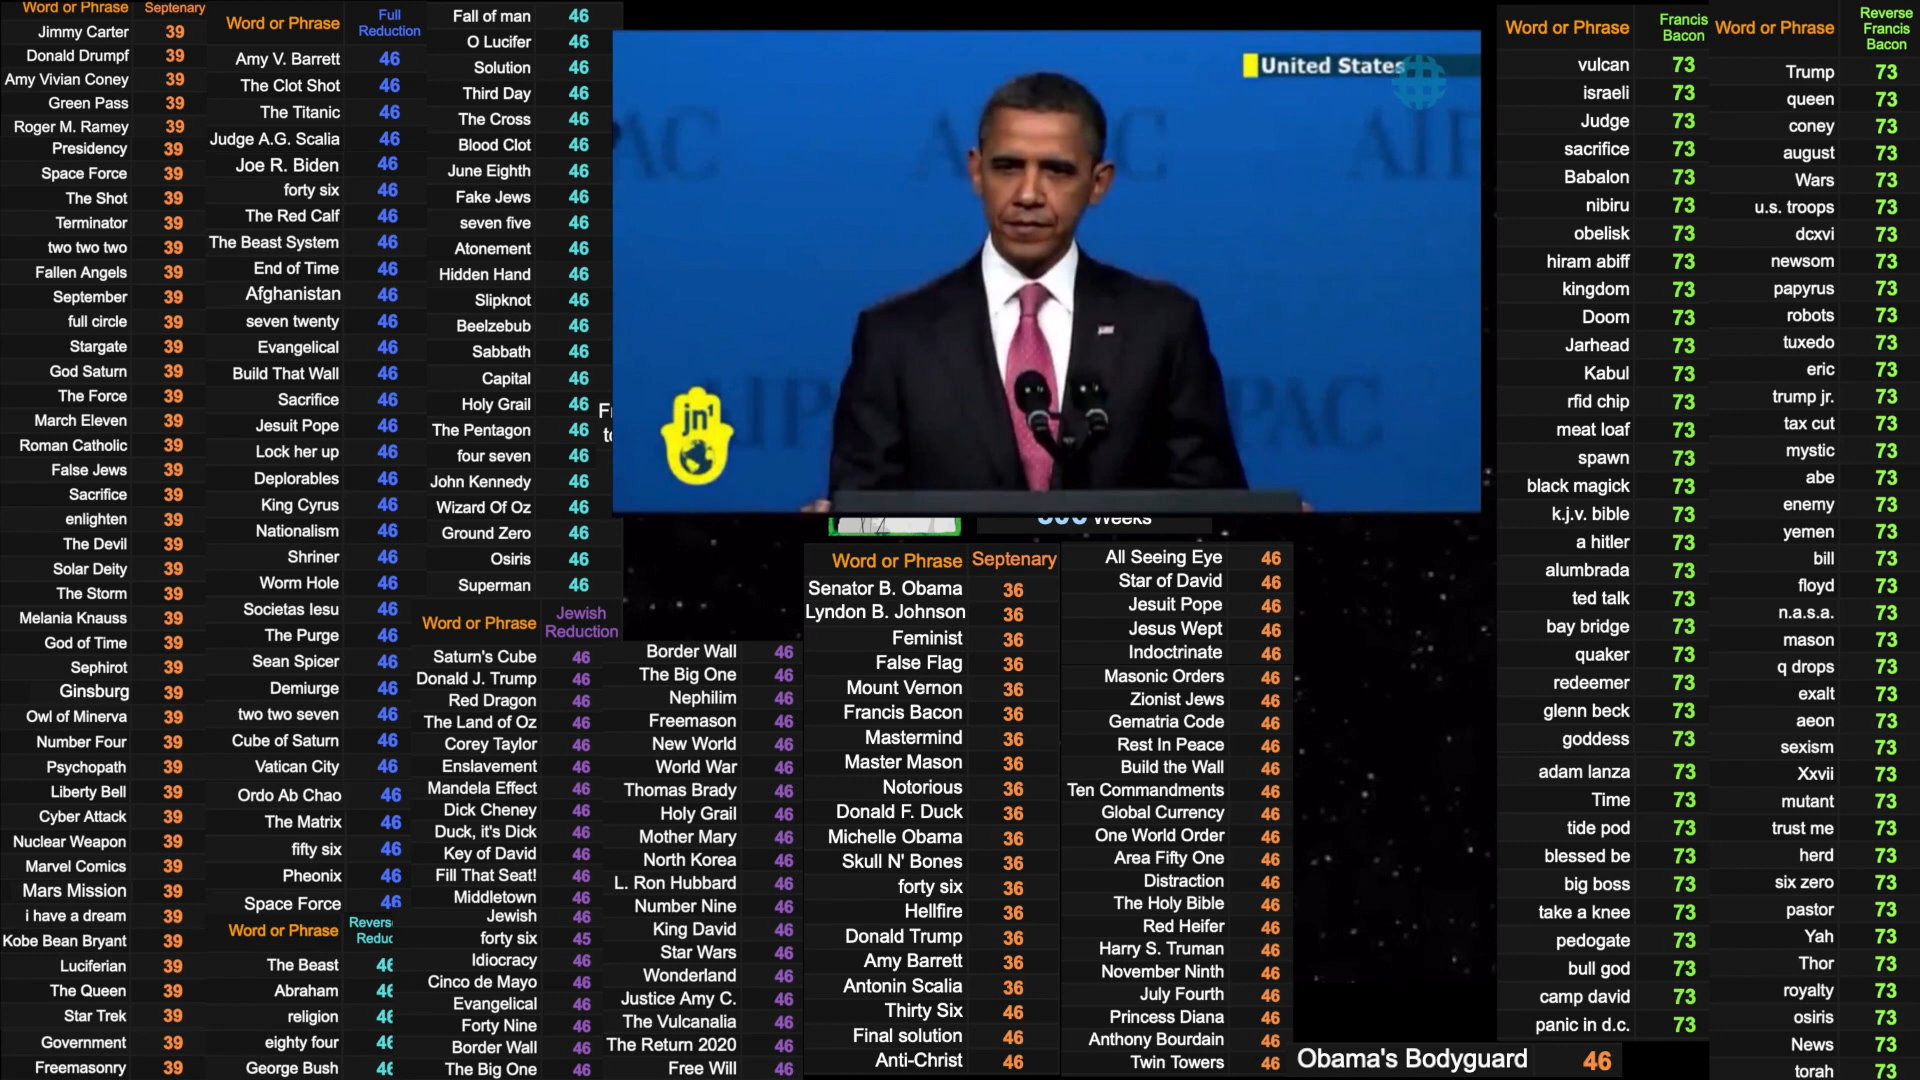 Word or Phrase Septenary
Jimmy Carter 39
Donald Drumpf 39
Amy Vivian Coney 39
Green Pass 39
Roger M. Ramey 39
Presidency 39
Space Force 39
The Shot 39
Terminator 39
two two two 39
Fallen Angels 39
September 39
full circle 39
Stargate 39
God Saturn 39
The Force 39
March Eleven 39
Roman Catholic 39
False Jews 39
Sacrifice 39
enlighten 39
The Devil 39
Solar Deity 39
The Storm 39
Melania Knauss 39
God of Time 39
Sephirot 39
Ginsburg 39
Owl of Minerva 39
Number Four 39
Psychopath 39
Liberty Bell 39
Cyber Attack 39
Nuclear Weapon 39
Marvel Comics 39
Mars Mission 39
i have a dream 39
Kobe Bean Bryant 39
Luciferian 39
The Queen 39
Star Trek 39
Government 39
Freemasonry 39
Word or Phrase Full Reduction
Amy V. Barrett 46
The Clot Shot 46
The Titanic 46
Judge A.G. Scalia 46
Joe R. Biden 46
forty six 46
The Red Calf 46
The Beast System 46
End of Time 46
Afghanistan 46
seven twenty 46
Evangelical 46
Build That Wall 46
Sacrifice 46
Jesuit Pope 46
Lock her up 46
Deplorables 46
King Cyrus 46
Nationalism 46
Shriner 46
Worm Hole 46
Societas Iesu 46
The Purge 46
Sean Spicer 46
Demiurge 46
two two seven 46
Cube of Saturn 46
Vatican City 46
Ordo Ab Chao 46
The Matrix 46
fifty six 46
Pheonix 46
Space Force 46
Word or Phrase
The Beast 46
Abraham 46
religion 46
eighty four 46
George Bush 46
Fall of man 46
O Lucifer 46
Solution 46
Third Day 46
The Cross 46
Blood Clot 46
June Eighth 46
Fake Jews 46
seven five 46
Atonement 46
Hidden Hand 46
Slipknot 46
Beelzebub 46
Sabbath 46
Capital 46
Holy Grail 46
The Pentagon 46
four seven 46
John Kennedy 46
Wizard Of Oz 46
Ground Zero 46
Osiris 46
Superman 46
Word or Phrase Jewish Reduction
Saturn's Cube 46
Donald J. Trump 46
Red Dragon 46
The Land of Oz 46
Corey Taylor 46
Enslavement 46
Mandela Effect 46
Dick Cheney 46
Duck, it's Dick 46
Key of David 46
Fill That Seat! 46
Middletown 46
Jewish 46
forty six 45
Idiocracy 46
Cinco de Mayo 46
Evangelical 46
Forty Nine 46
Border Wall 46
The Big One 46
Border Wall 46
The Big One 46
Nephilim 46
Freemason 46
New World 46
World War 46
Thomas Brady 46
Holy Grail 46
Mother Mary 46
North Korea 46
L. Ron Hubbard 46
Number Nine 46
King David 46
Star Wars 46
Wonderland 46
Justice Amy C. 46
The Vulcanalia 46
The Return 2020 46
Free Will 46
United States
AIPAC
jn1
Weeks
Word or Phrase Septenary
Senator B. Obama 36
Lyndon B. Johnson 36
Feminist 36
False Flag 36
Mount Vernon 36
Francis Bacon 36
Mastermind 36
Master Mason 36
Notorious 36
Donald F. Duck 36
Michelle Obama 36
Skull N' Bones 36
forty six 36
Hellfire 36
Donald Trump 36
Amy Barrett 36
Antonin Scalia 36
Thirty Six 46
Final solution 46
Anti-Christ 46
All Seeing Eye 46
Star of David 46
Jesuit Pope 46
Jesus Wept 46
Indoctrinate 46
Masonic Orders 46
Zionist Jews 46
Gematria Code 46
Rest In Peace 46
Build the Wall 46
Ten Commandments 46
Global Currency 46
One World Order 46
Area Fifty One 46
Distraction 46
The Holy Bible 46
Red Heifer 46
Harry S. Truman 46
November Ninth 46
July Fourth 46
Princess Diana 46
Anthony Bourdain 46
Twin Towers 46
Obama's Bodyguard 46
Word or Phrase Francis Bacon
vulcan 73
israeli 73
Judge 73
sacrifice 73
Babalon 73
nibiru 73
obelisk 73
hiram abiff 73
kingdom 73
Doom 73
Jarhead 73
Kabul 73
rfid chip 73
meat loaf 73
spawn 73
black magick 73
k.j.v. bible 73
a hitler 73
alumbrada 73
ted talk 73
bay bridge 73
quaker 73
redeemer 73
glenn beck 73
goddess 73
adam lanza 73
Time 73
tide pod 73
blessed be 73
big boss 73
take a knee 73
pedogate 73
bull god 73
camp david 73
panic in d.c. 73
Word or Phrase Reverse Francis Bacon
Trump 73
queen 73
coney 73
august 73
Wars 73
u.s. troops 73
dcxvi 73
newsom 73
papyrus 73
robots 73
tuxedo 73
eric 73
trump jr. 73
tax cut 73
mystic 73
abe 73
enemy 73
yemen 73
bill 73
floyd 73
n.a.s.a. 73
mason 73
q drops 73
exalt 73
aeon 73
sexism 73
Xxvii 73
mutant 73
trust me 73
herd 73
six zero 73
pastor 73
Yah 73
Thor 73
royalty 73
osiris 73
News 73
torah 73